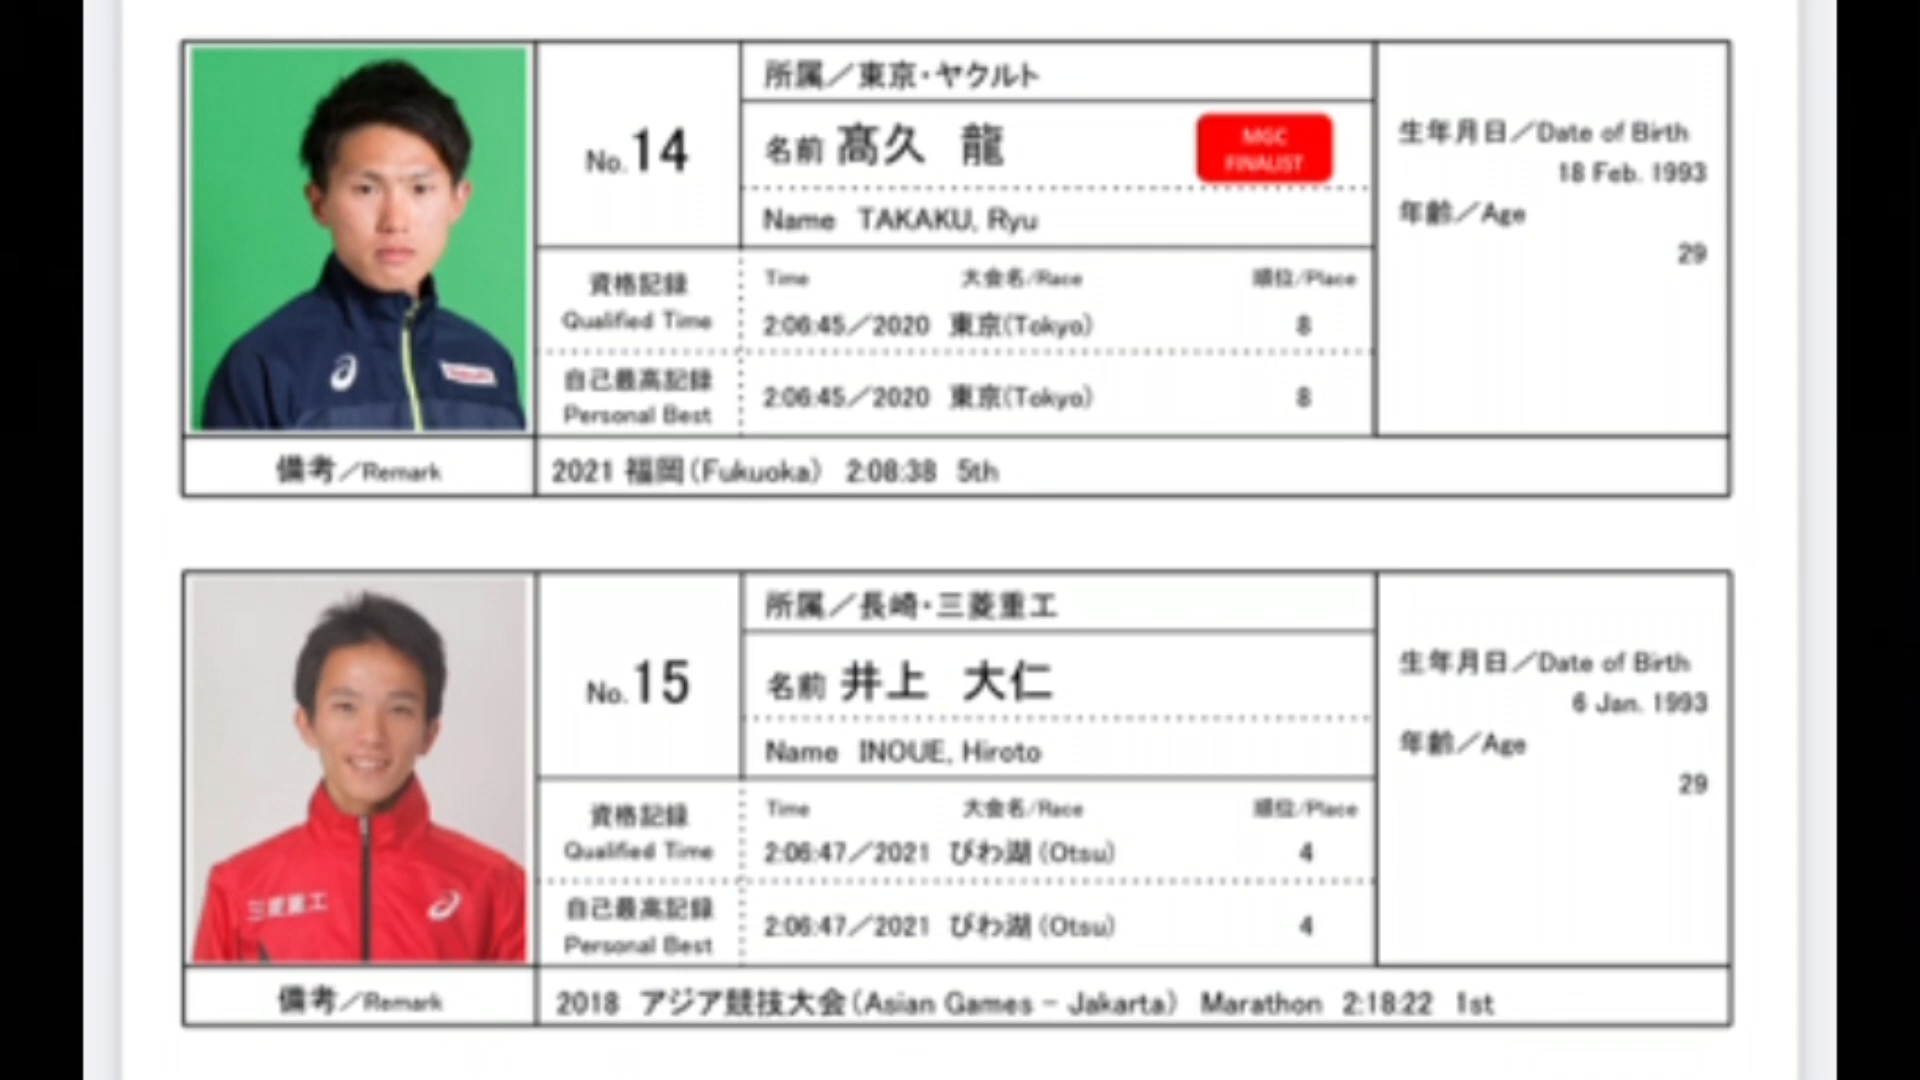 所属／東京・ヤクルト
No.14
名前 髙久 龍
MGC
FINALIST
Name TAKAKU, Ryu
生年月日／Date of Birth
18 Feb. 1993
年齢／Age
29
資格記録
Qualified Time
Time 大会名/Race 順位/Place
2:06:45／2020 東京(Tokyo) 8
自己最高記録
Personal Best
2:06:45／2020 東京(Tokyo) 8
備考／Remark
2021 福岡(Fukuoka) 2:08:38 5th
所属／長崎・三菱重工
No.15
名前 井上 大仁
Name INOUE, Hiroto
生年月日／Date of Birth
6 Jan. 1993
年齢／Age
29
資格記録
Qualified Time
Time 大会名/Race 順位/Place
2:06:47／2021 びわ湖(Otsu) 4
自己最高記録
Personal Best
2:06:47／2021 びわ湖(Otsu) 4
三菱重工
備考／Remark
2018 アジア競技大会(Asian Games - Jakarta) Marathon 2:18:22 1st